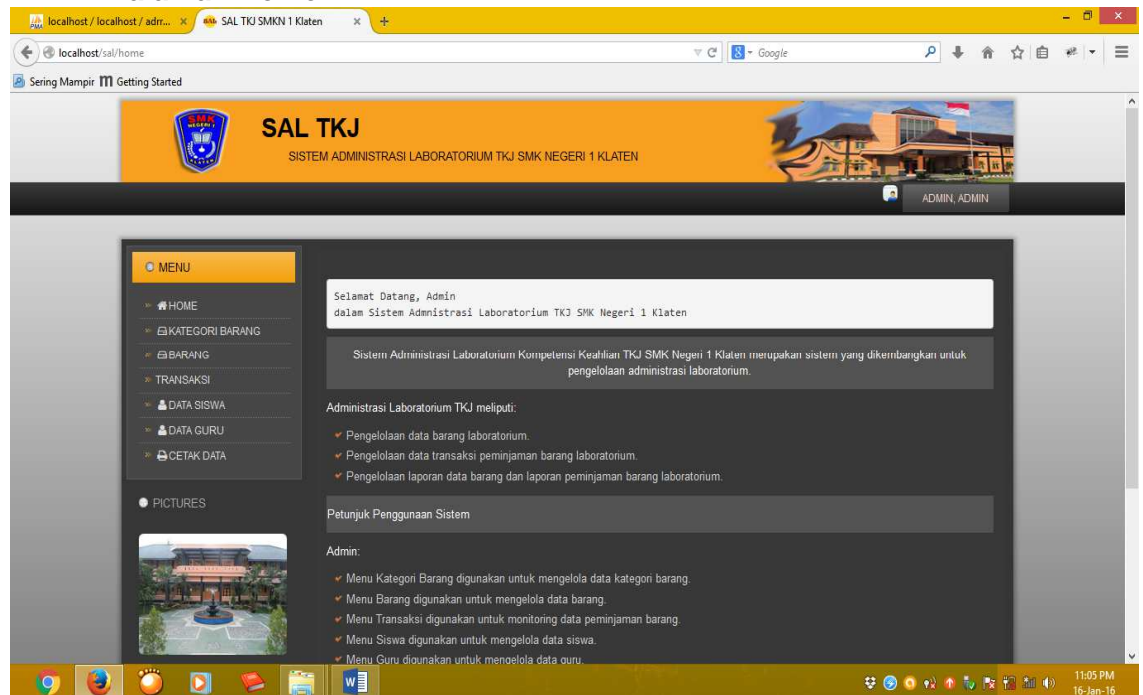 localhost / localhost / adrr...
SAL TKJ SMKN 1 Klaten
localhost/sal/home
Google
Sering Mampir
Getting Started
SMK
NEGERI 1
KLATEN
SAL TKJ
SISTEM ADMINISTRASI LABORATORIUM TKJ SMK NEGERI 1 KLATEN
ADMIN, ADMIN
MENU
HOME
KATEGORI BARANG
BARANG
TRANSAKSI
DATA SISWA
DATA GURU
CETAK DATA
PICTURES
Selamat Datang, Admin
dalam Sistem Admnistrasi Laboratorium TKJ SMK Negeri 1 Klaten
Sistem Administrasi Laboratorium Kompetensi Keahlian TKJ SMK Negeri 1 Klaten merupakan sistem yang dikembangkan untuk
pengelolaan administrasi laboratorium.
Administrasi Laboratorium TKJ meliputi:
Pengelolaan data barang laboratorium.
Pengelolaan data transaksi peminjaman barang laboratorium.
Pengelolaan laporan data barang dan laporan peminjaman barang laboratorium.
Petunjuk Penggunaan Sistem
Admin:
Menu Kategori Barang digunakan untuk mengelola data kategori barang.
Menu Barang digunakan untuk mengelola data barang.
Menu Transaksi digunakan untuk monitoring data peminjaman barang.
Menu Siswa digunakan untuk mengelola data siswa.
Menu Guru digunakan untuk mengelola data guru.
11:05 PM
16-Jan-16